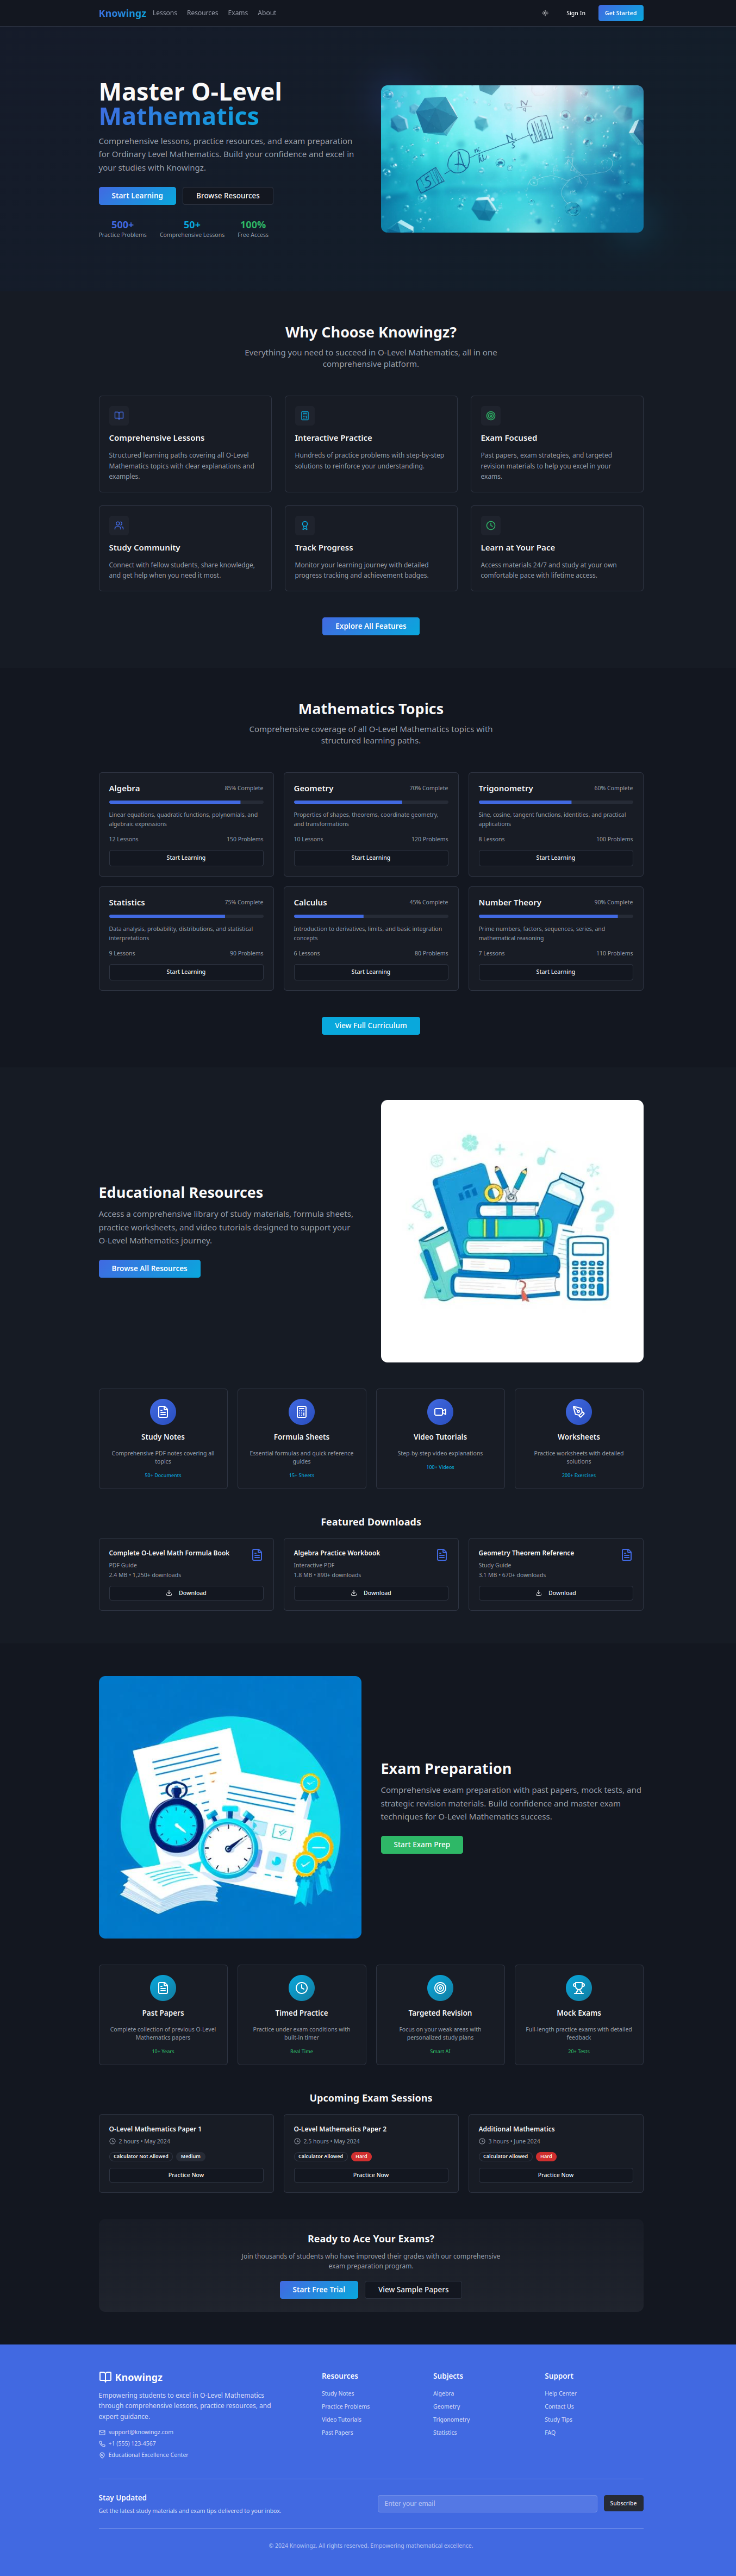 Knowingz Lessons Resources Exams About Sign In Get Started
Master O-Level
Mathematics
Comprehensive lessons, practice resources, and exam preparation
for Ordinary Level Mathematics. Build your confidence and excel in
your studies with Knowingz.
Start Learning Browse Resources
500+ 50+ 100%
Practice Problems Comprehensive Lessons Free Access
Why Choose Knowingz?
Everything you need to succeed in O-Level Mathematics, all in one
comprehensive platform.
Comprehensive Lessons
Structured learning paths covering all O-Level
Mathematics topics with clear explanations and
examples.
Interactive Practice
Hundreds of practice problems with step-by-step
solutions to reinforce your understanding.
Exam Focused
Past papers, exam strategies, and targeted
revision materials to help you excel in your
exams.
Study Community
Connect with fellow students, share knowledge,
and get help when you need it most.
Track Progress
Monitor your learning journey with detailed
progress tracking and achievement badges.
Learn at Your Pace
Access materials 24/7 and study at your own
comfortable pace with lifetime access.
Explore All Features
Mathematics Topics
Comprehensive coverage of all O-Level Mathematics topics with
structured learning paths.
Algebra 85% Complete
Linear equations, quadratic functions, polynomials, and
algebraic expressions
12 Lessons 150 Problems
Start Learning
Geometry 70% Complete
Properties of shapes, theorems, coordinate geometry,
and transformations
10 Lessons 120 Problems
Start Learning
Trigonometry 60% Complete
Sine, cosine, tangent functions, identities, and practical
applications
8 Lessons 100 Problems
Start Learning
Statistics 75% Complete
Data analysis, probability, distributions, and statistical
interpretations
9 Lessons 90 Problems
Start Learning
Calculus 45% Complete
Introduction to derivatives, limits, and basic integration
concepts
6 Lessons 80 Problems
Start Learning
Number Theory 90% Complete
Prime numbers, factors, sequences, series, and
mathematical reasoning
7 Lessons 110 Problems
Start Learning
View Full Curriculum
Educational Resources
Access a comprehensive library of study materials, formula sheets,
practice worksheets, and video tutorials designed to support your
O-Level Mathematics journey.
Browse All Resources
Study Notes
Comprehensive PDF notes covering all
topics
50+ Documents
Formula Sheets
Essential formulas and quick reference
guides
15+ Sheets
Video Tutorials
Step-by-step video explanations
100+ Videos
Worksheets
Practice worksheets with detailed
solutions
200+ Exercises
Featured Downloads
Complete O-Level Math Formula Book
PDF Guide
2.4 MB • 1,250+ downloads
Download
Algebra Practice Workbook
Interactive PDF
1.8 MB • 890+ downloads
Download
Geometry Theorem Reference
Study Guide
3.1 MB • 670+ downloads
Download
Exam Preparation
Comprehensive exam preparation with past papers, mock tests, and
strategic revision materials. Build confidence and master exam
techniques for O-Level Mathematics success.
Start Exam Prep
Past Papers
Complete collection of previous O-Level
Mathematics papers
10+ Years
Timed Practice
Practice under exam conditions with
built-in timer
Real Time
Targeted Revision
Focus on your weak areas with
personalized study plans
Smart AI
Mock Exams
Full-length practice exams with detailed
feedback
20+ Tests
Upcoming Exam Sessions
O-Level Mathematics Paper 1
2 hours • May 2024
Calculator Not Allowed Medium
Practice Now
O-Level Mathematics Paper 2
2.5 hours • May 2024
Calculator Allowed Hard
Practice Now
Additional Mathematics
3 hours • June 2024
Calculator Allowed Hard
Practice Now
Ready to Ace Your Exams?
Join thousands of students who have improved their grades with our comprehensive
exam preparation program.
Start Free Trial View Sample Papers
Knowingz
Empowering students to excel in O-Level Mathematics
through comprehensive lessons, practice resources, and
expert guidance.
support@knowingz.com
+1 (555) 123-4567
Educational Excellence Center
Resources
Study Notes
Practice Problems
Video Tutorials
Past Papers
Subjects
Algebra
Geometry
Trigonometry
Statistics
Support
Help Center
Contact Us
Study Tips
FAQ
Stay Updated
Get the latest study materials and exam tips delivered to your inbox.
Enter your email Subscribe
© 2024 Knowingz. All rights reserved. Empowering mathematical excellence.